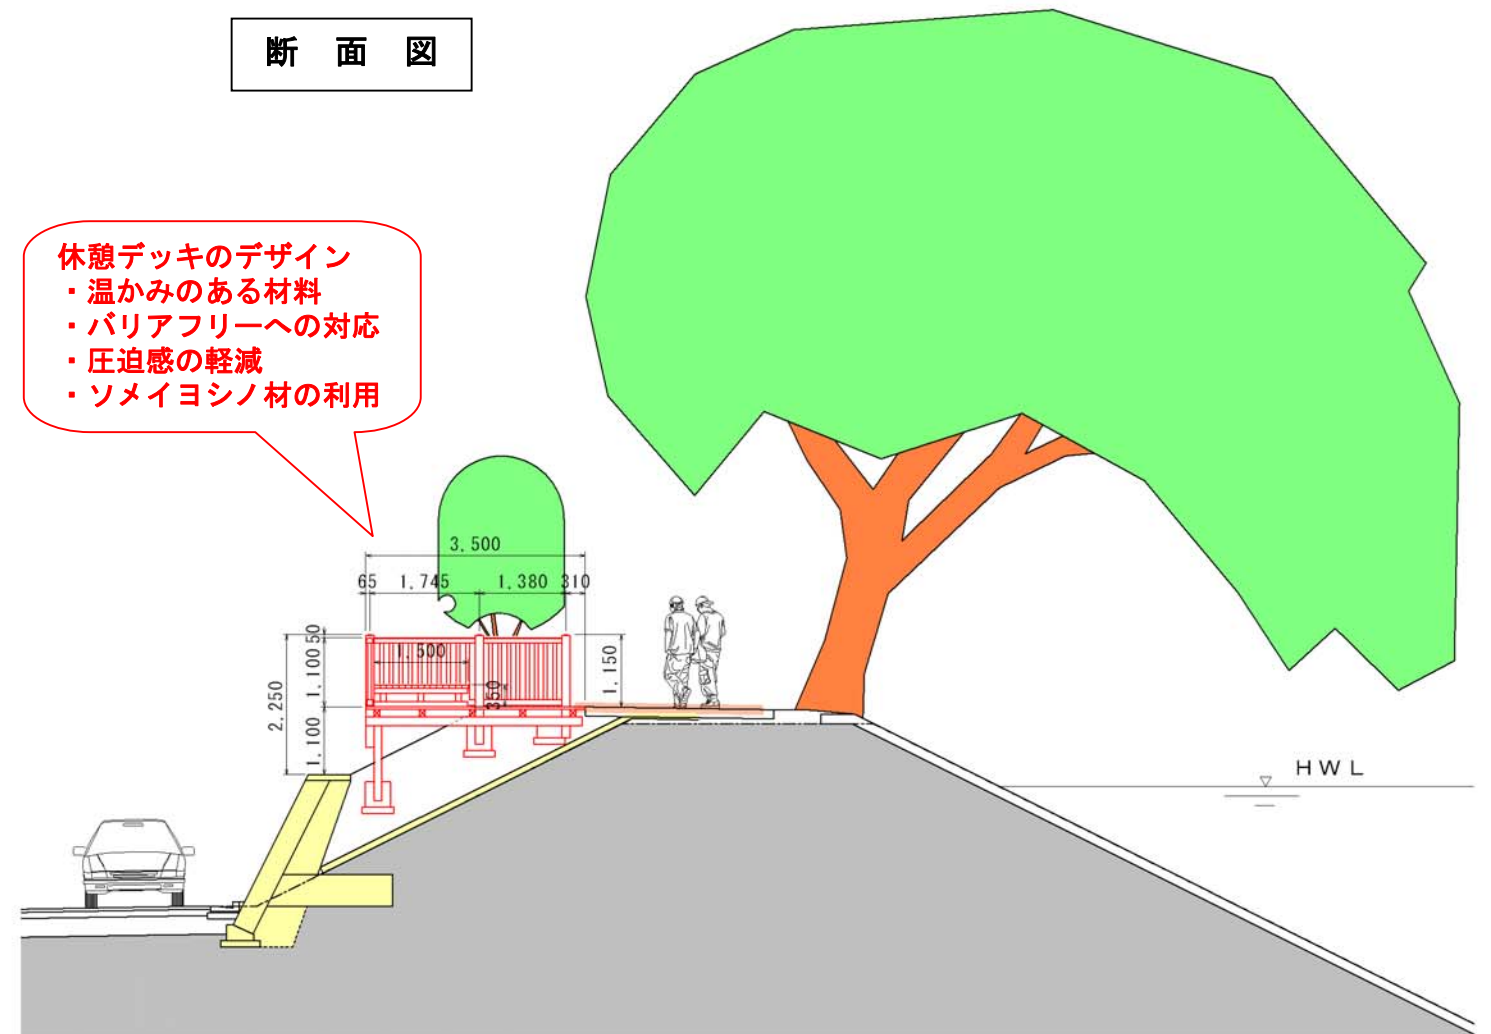 断 面 図
休憩デッキのデザイン
・温かみのある材料
・バリアフリーへの対応
・圧迫感の軽減
・ソメイヨシノ材の利用
3,500
65 1,745 1,380 310
50
1,100
1,500
350
1,150
2,250
1,100
HWL